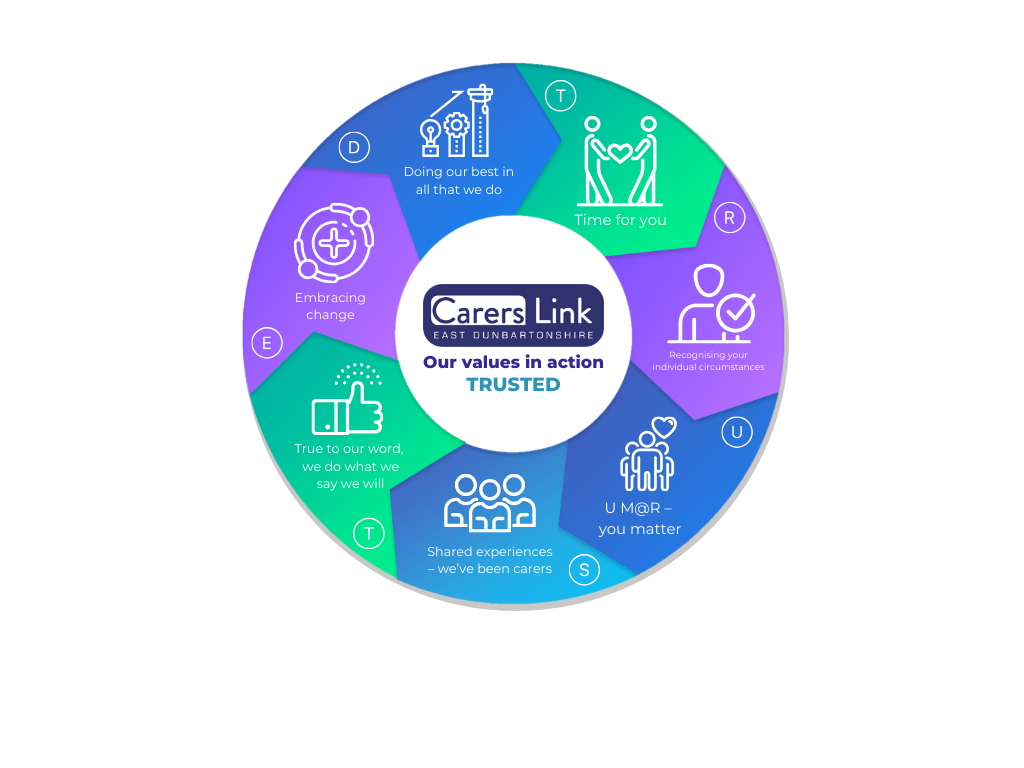 Carers Link
EAST DUNBARTONSHIRE
Our values in action
TRUSTED
T
Time for you
R
Recognising your
individual circumstances
U
U M@R –
you matter
S
Shared experiences
– we've been carers
T
True to our word,
we do what we
say we will
E
Embracing
change
D
Doing our best in
all that we do